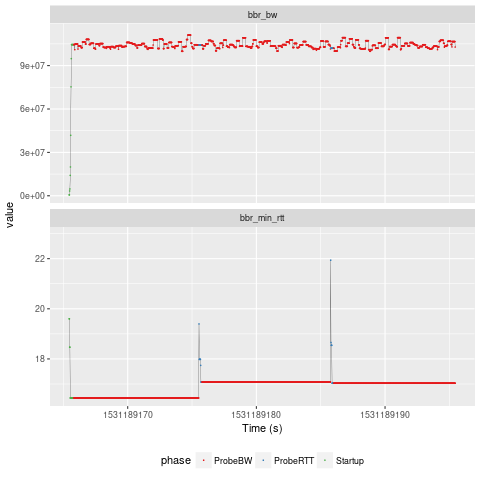 bbr_bw
9e+07
6e+07
3e+07
0e+00
value
bbr_min_rtt
22
20
18
1531189170 1531189180 1531189190
Time (s)
phase ProbeBW ProbeRTT Startup